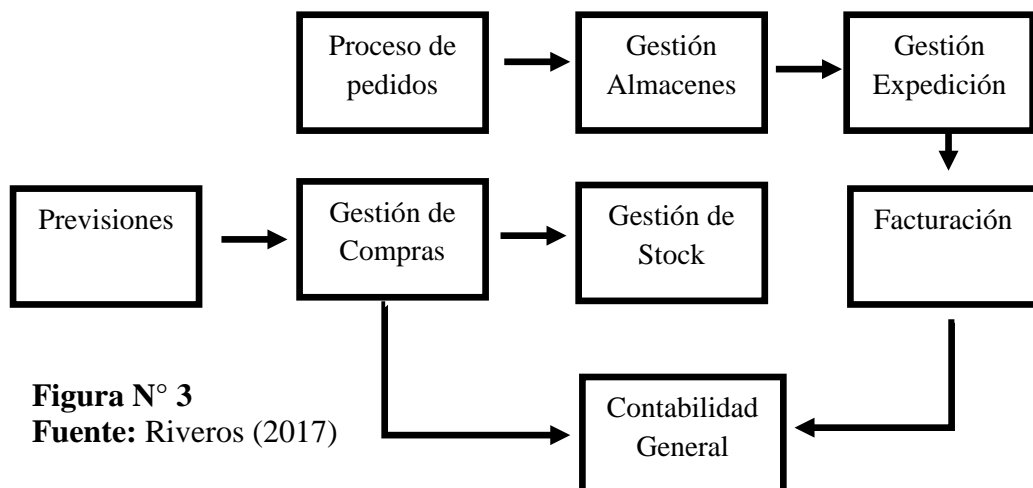 Proceso de
pedidos
Gestión
Almacenes
Gestión
Expedición
Previsiones
Gestión de
Compras
Gestión de
Stock
Facturación
Figura N° 3
Fuente: Riveros (2017)
Contabilidad
General